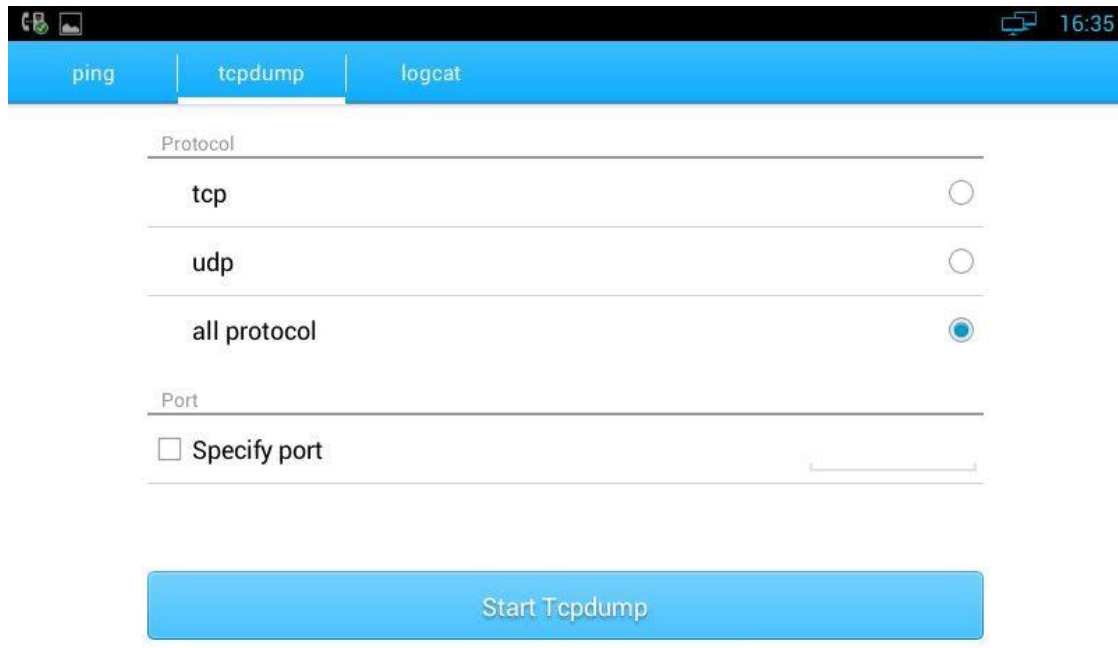 16:35
ping tcpdump logcat
Protocol
tcp
udp
all protocol
Port
Specify port
Start Tcpdump